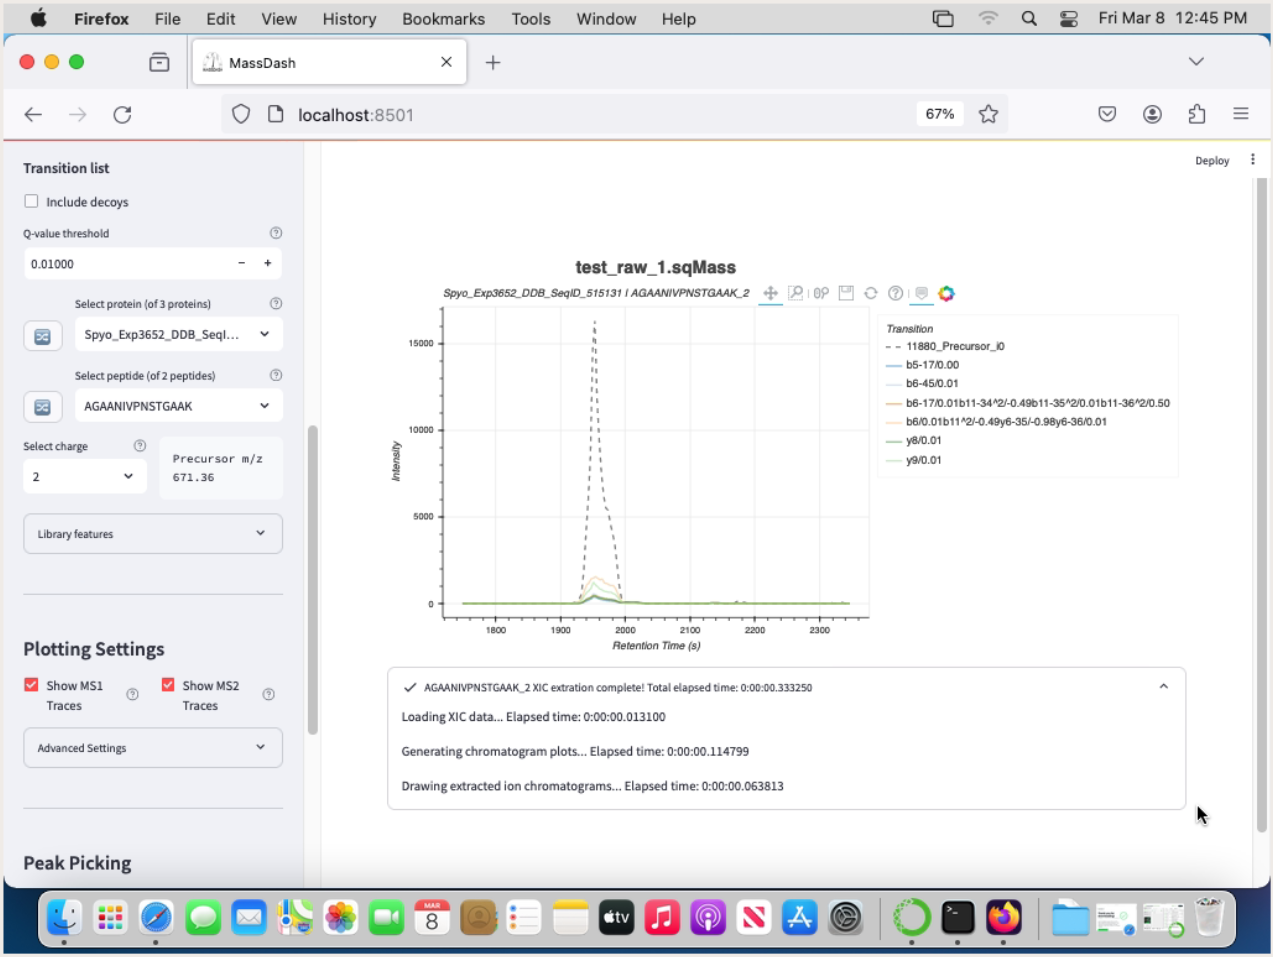 Firefox File Edit View History Bookmarks Tools Window Help Fri Mar 8 12:45 PM
MassDash
localhost:8501 67%
Deploy
Transition list
Include decoys
Q-value threshold
0.01000
Select protein (of 3 proteins)
Spyo_Exp3652_DDB_SeqI...
Select peptide (of 2 peptides)
AGAANIVPNSTGAAK
Select charge
2
Precursor m/z
671.36
Library features
Plotting Settings
Show MS1 Traces
Show MS2 Traces
Advanced Settings
Peak Picking
test_raw_1.sqMass
Spyo_Exp3652_DDB_SeqID_515131 | AGAANIVPNSTGAAK_2
Intensity
15000
10000
5000
0
1800 1900 2000 2100 2200 2300
Retention Time (s)
Transition
11880_Precursor_i0
b5-17/0.00
b6-45/0.01
b6-17/0.01b11-34^2/-0.49b11-35^2/0.01b11-36^2/0.50
b6/0.01b11^2/-0.49y6-35/-0.98y6-36/0.01
y8/0.01
y9/0.01
AGAANIVPNSTGAAK_2 XIC extration complete! Total elapsed time: 0:00:00.333250
Loading XIC data... Elapsed time: 0:00:00.013100
Generating chromatogram plots... Elapsed time: 0:00:00.114799
Drawing extracted ion chromatograms... Elapsed time: 0:00:00.063813
MAR
8
tv